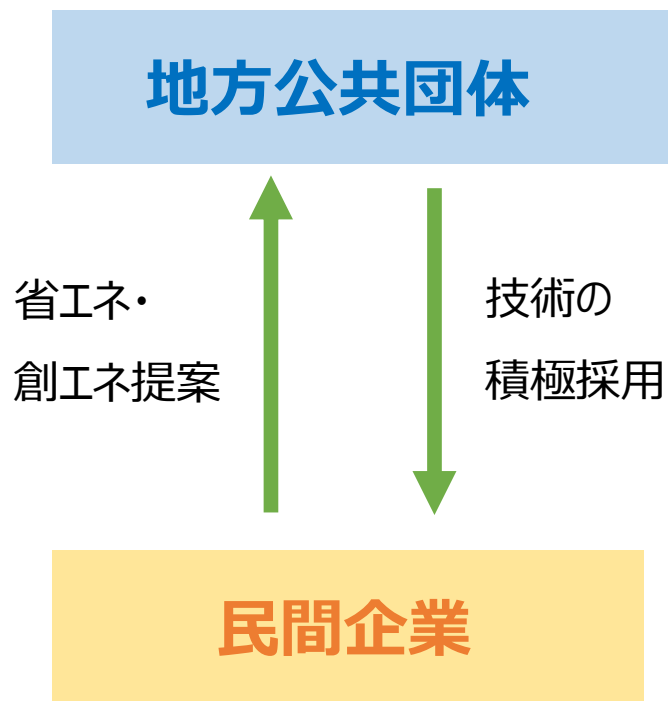 地方公共団体
省エネ・
創エネ提案
技術の
積極採用
民間企業